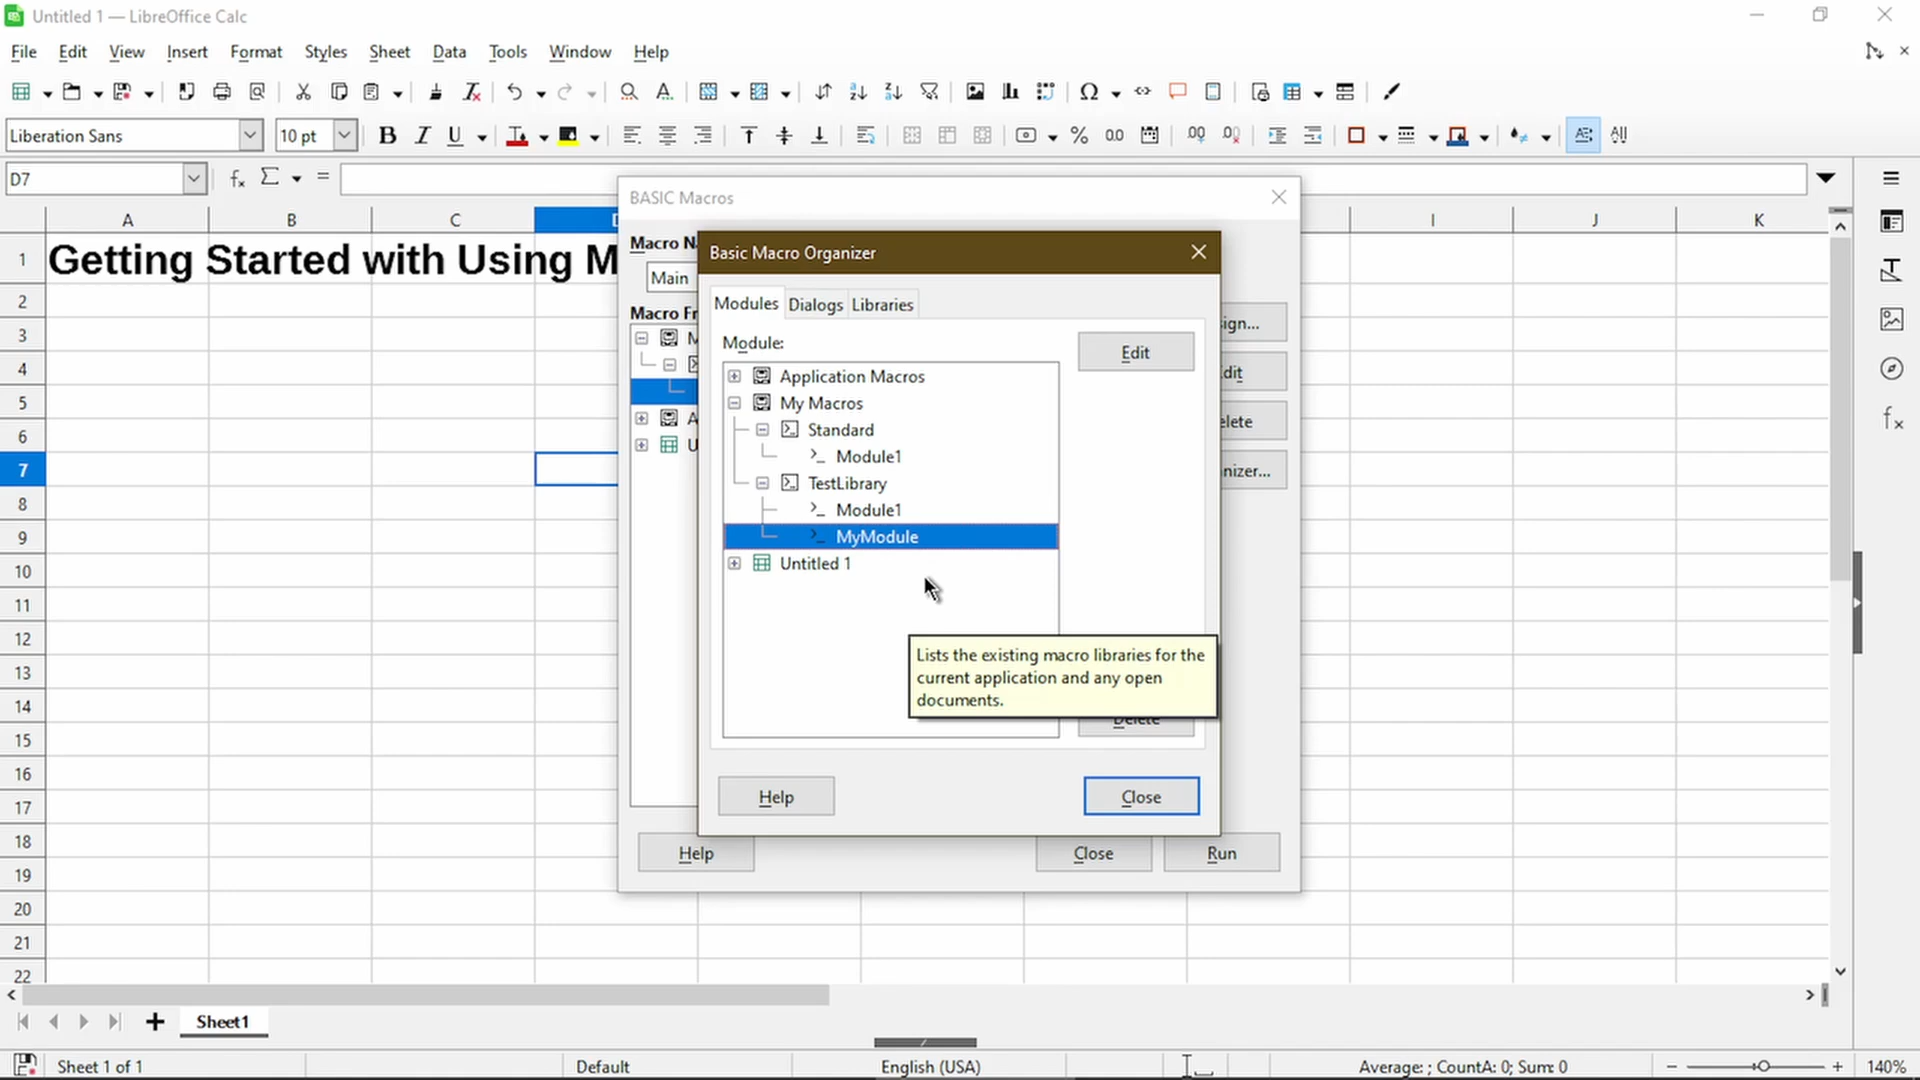 Untitled 1 — LibreOffice Calc
File Edit View Insert Format Styles Sheet Data Tools Window Help
Liberation Sans 10 pt
D7
BASIC Macros
A B C I J K
Getting Started with Using M
Macro N
Main
Macro Fr
Basic Macro Organizer
Modules Dialogs Libraries
Module:
Edit
Application Macros
My Macros
Standard
Module1
TestLibrary
Module1
MyModule
Untitled 1
Lists the existing macro libraries for the
current application and any open
documents.
Delete
Help Close
ign...
dit
elete
nizer...
Help Close Run
1
2
3
4
5
6
7
8
9
10
11
12
13
14
15
16
17
18
19
20
21
22
Sheet1
Sheet 1 of 1 Default English (USA) Average: ; CountA: 0; Sum: 0 140%